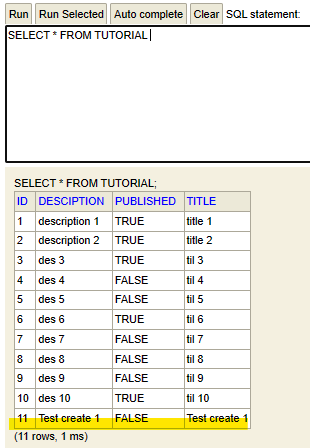 Run Run Selected Auto complete Clear SQL statement:
SELECT * FROM TUTORIAL
SELECT * FROM TUTORIAL;
ID DESCIPTION PUBLISHED TITLE
1 description 1 TRUE title 1
2 description 2 TRUE title 2
3 des 3 TRUE til 3
4 des 4 FALSE til 4
5 des 5 FALSE til 5
6 des 6 TRUE til 6
7 des 7 FALSE til 7
8 des 8 FALSE til 8
9 des 9 FALSE til 9
10 des 10 TRUE til 10
11 Test create 1 FALSE Test create 1
(11 rows, 1 ms)